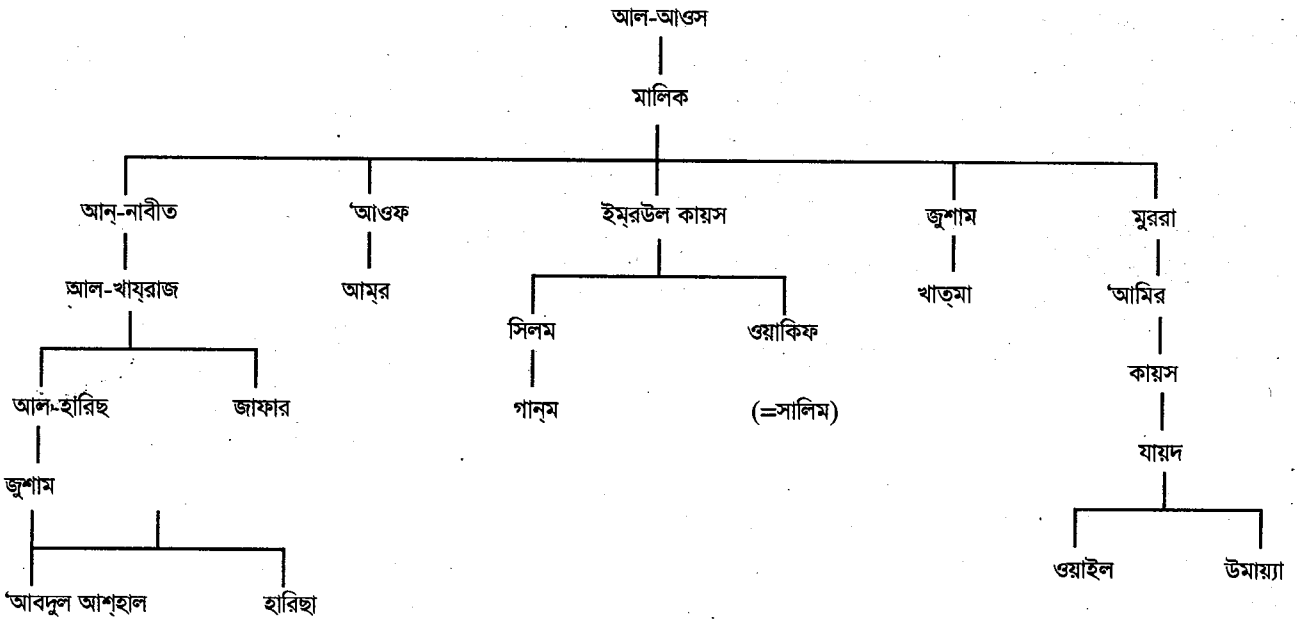 আল-আওস
মালিক
আন্-নাবীত ‘আওফ ইম্‌রউল কায়স জুশাম মুররা
আল-খায্‌রাজ আম্‌র খাত্‌মা ‘আমির
সিলম ওয়াকিফ
কায়স
আল-হারিছ জাফার গান্‌ম (=সালিম)
যায়দ
জুশাম
ওয়াইল উমায়্যা
‘আবদুল আশ্‌হাল হারিছা